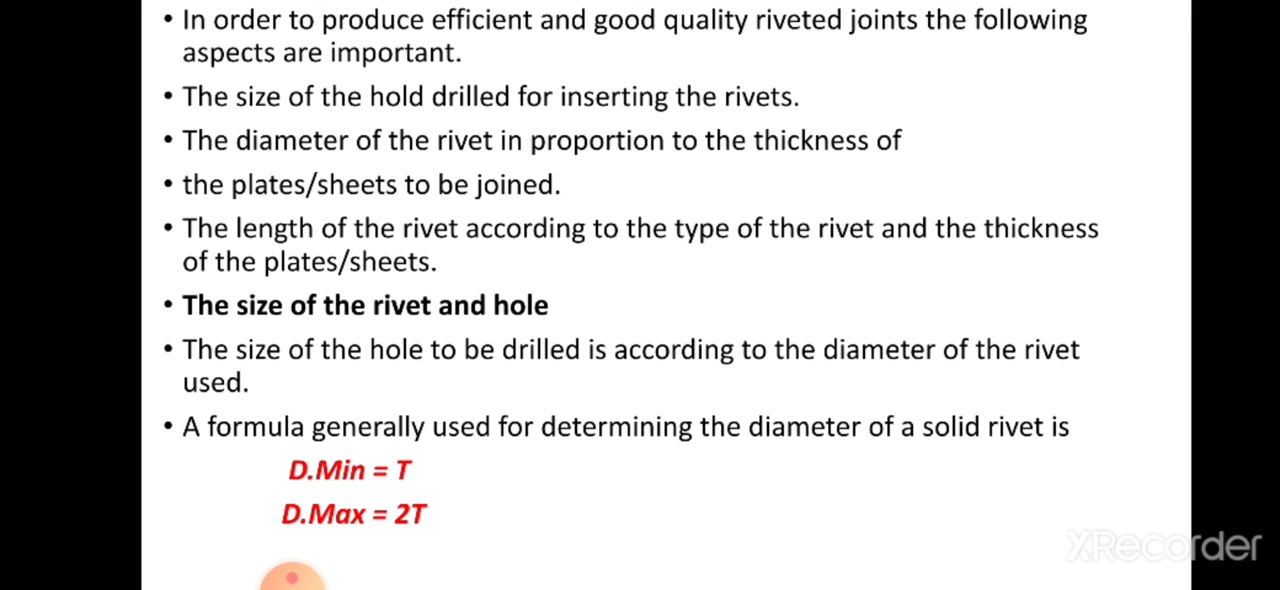 • In order to produce efficient and good quality riveted joints the following
aspects are important.
• The size of the hold drilled for inserting the rivets.
• The diameter of the rivet in proportion to the thickness of
• the plates/sheets to be joined.
• The length of the rivet according to the type of the rivet and the thickness
of the plates/sheets.
• The size of the rivet and hole
• The size of the hole to be drilled is according to the diameter of the rivet
used.
• A formula generally used for determining the diameter of a solid rivet is
D.Min = T
D.Max = 2T
XRecorder